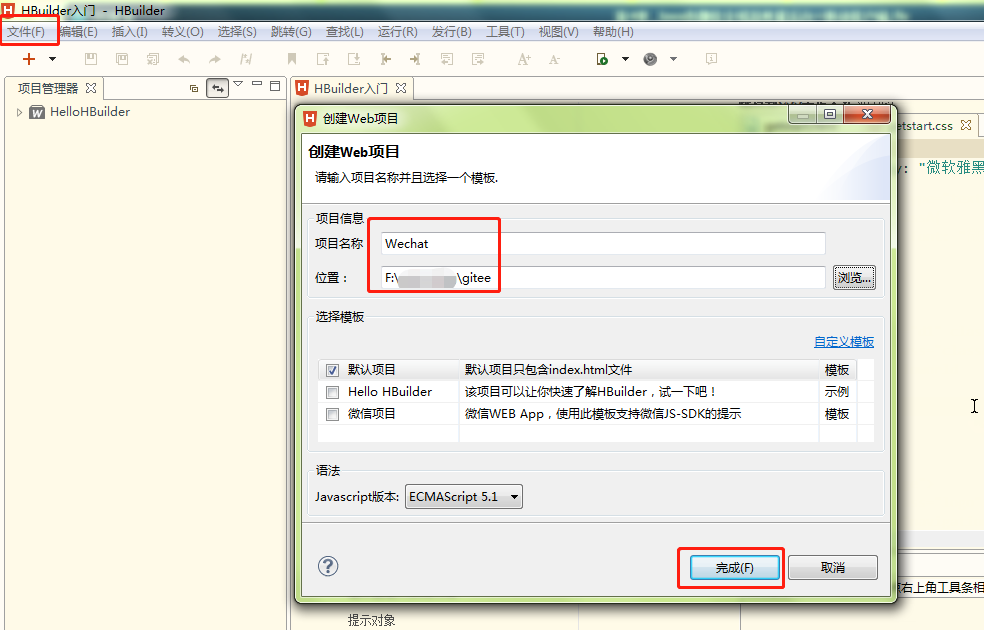 HBuilder入门 - HBuilder
文件(F) 编辑(E) 插入(I) 转义(O) 选择(S) 跳转(G) 查找(L) 运行(R) 发行(B) 工具(T) 视图(V) 帮助(H)
项目管理器
HBuilder入门
HelloHBuilder
创建Web项目
etstart.css
创建Web项目
请输入项目名称并且选择一个模板.
y: "微软雅黑
项目信息
项目名称 Wechat
位置： F:\ \gitee 浏览...
选择模板
自定义模板
默认项目 默认项目只包含index.html文件 模板
Hello HBuilder 该项目可以让你快速了解HBuilder，试一下吧！ 示例
微信项目 微信WEB App，使用此模板支持微信JS-SDK的提示 模板
语法
Javascript版本: ECMAScript 5.1
完成(F) 取消
右上角工具条相
提示对象